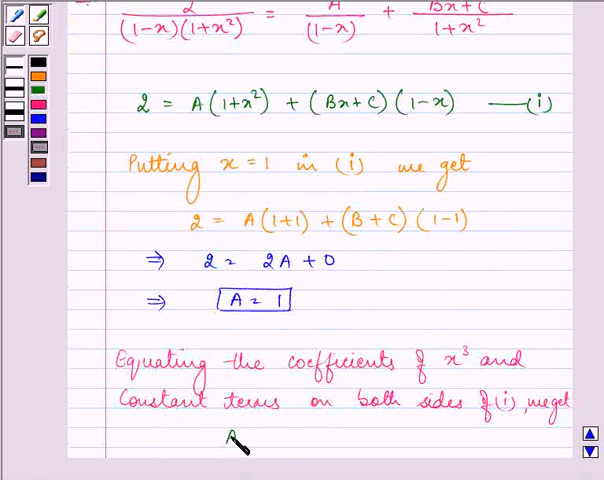 2/((1-x)(1+x²)) = A/(1-x) + (Bx+C)/(1+x²)
2 = A(1+x²) + (Bx+C)(1-x) —(i)
Putting x=1 in (i) we get
2 = A(1+1) + (B+C)(1-1)
⇒ 2 = 2A + 0
⇒ A = 1
Equating the coefficients of x³ and
Constant terms on both sides of (i), we get
A